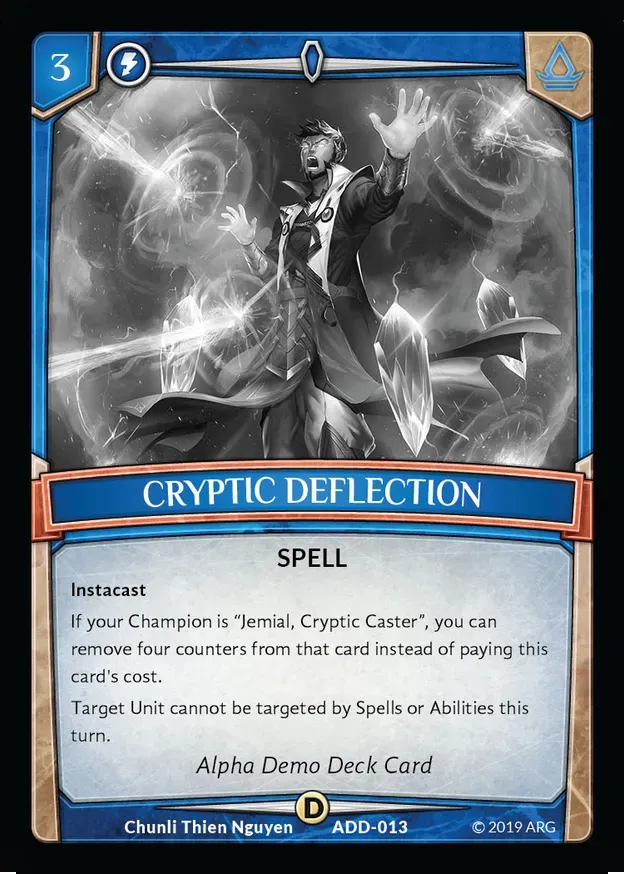 3
CRYPTIC DEFLECTION
SPELL
Instacast
If your Champion is “Jemial, Cryptic Caster”, you can
remove four counters from that card instead of paying this
card's cost.
Target Unit cannot be targeted by Spells or Abilities this
turn.
Alpha Demo Deck Card
D
Chunli Thien Nguyen ADD-013 © 2019 ARG